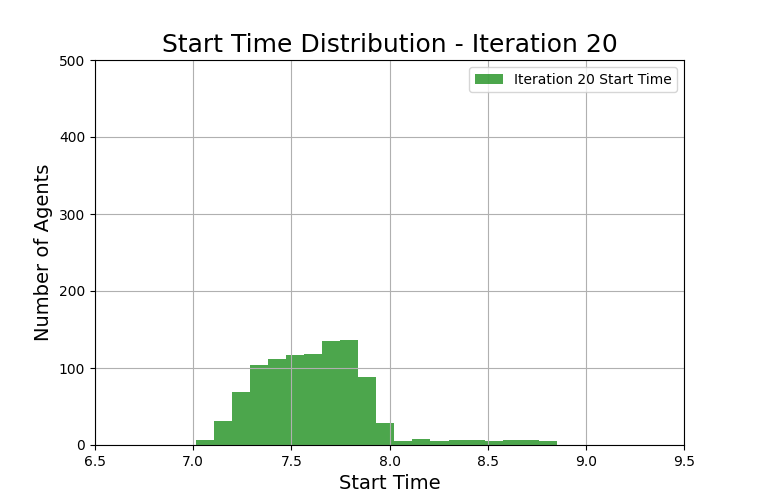 Start Time Distribution - Iteration 20
Iteration 20 Start Time
Number of Agents
500
400
300
200
100
0
6.5 7.0 7.5 8.0 8.5 9.0 9.5
Start Time